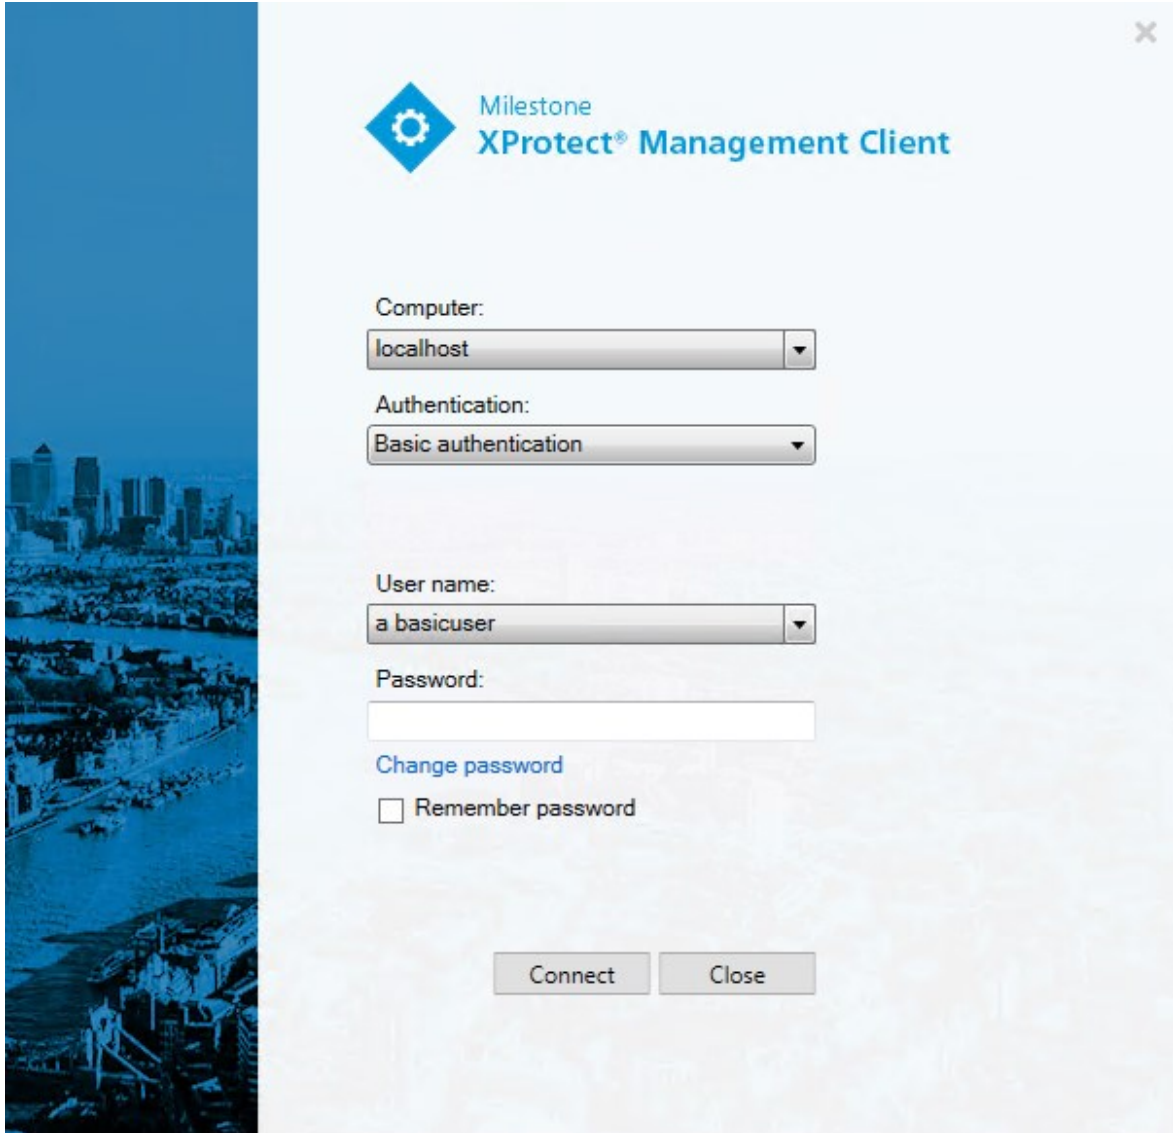 Milestone
XProtect® Management Client
Computer:
localhost
Authentication:
Basic authentication
User name:
a basicuser
Password:
Change password
Remember password
Connect
Close